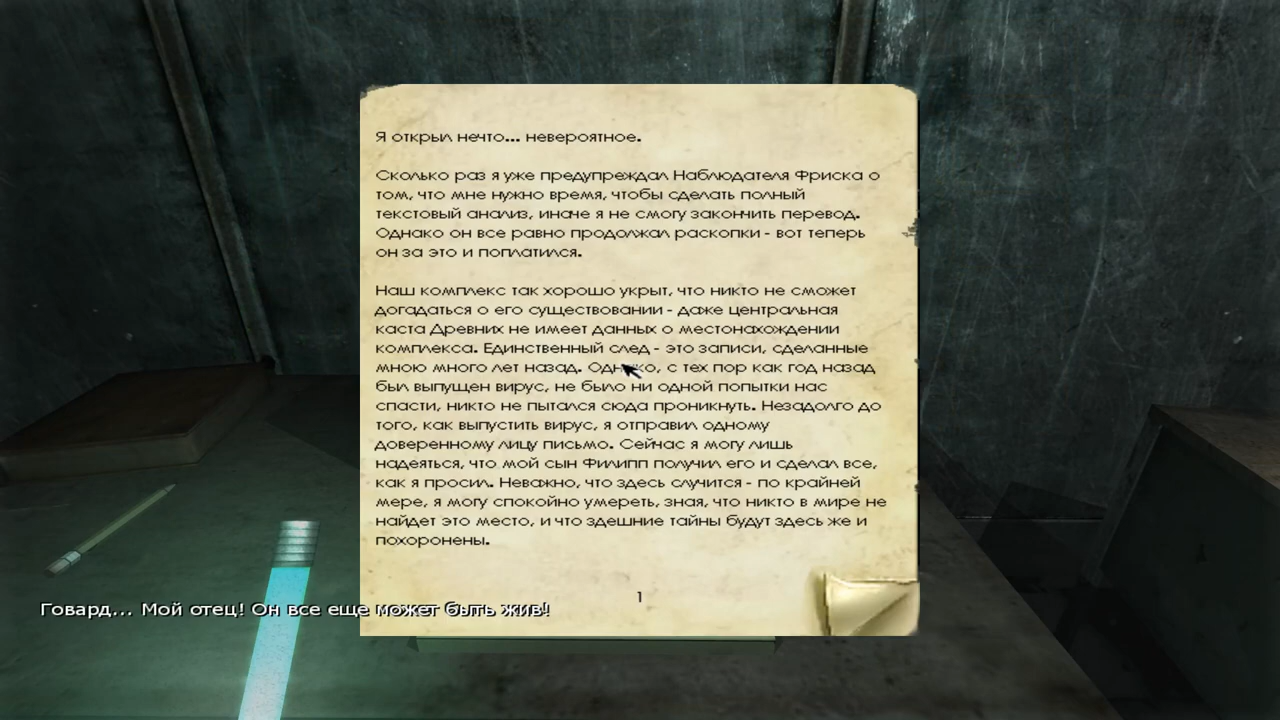 Я открыл нечто... невероятное.
Сколько раз я уже предупреждал Наблюдателя Фриска о
том, что мне нужно время, чтобы сделать полный
текстовый анализ, иначе я не смогу закончить перевод.
Однако он все равно продолжал раскопки - вот теперь
он за это и поплатился.
Наш комплекс так хорошо укрыт, что никто не сможет
догадаться о его существовании - даже центральная
каста Древних не имеет данных о местонахождении
комплекса. Единственный след - это записи, сделанные
мною много лет назад. Однако, с тех пор как год назад
был выпущен вирус, не было ни одной попытки нас
спасти, никто не пытался сюда проникнуть. Незадолго до
того, как выпустить вирус, я отправил одному
доверенному лицу письмо. Сейчас я могу лишь
надеяться, что мой сын Филипп получил его и сделал все,
как я просил. Неважно, что здесь случится - по крайней
мере, я могу спокойно умереть, зная, что никто в мире не
найдет это место, и что здешние тайны будут здесь же и
похоронены.
1
Говард... Мой отец! Он все еще может быть жив!